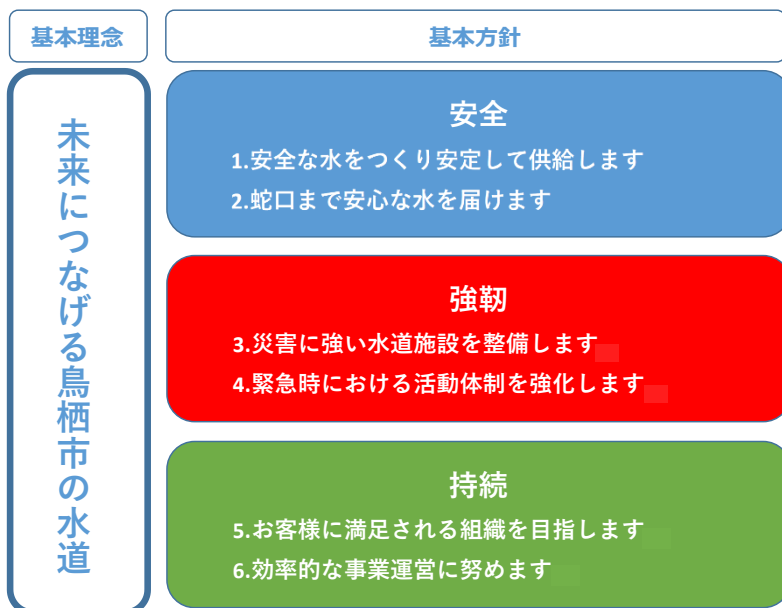 基本理念
基本方針
未来につなげる鳥栖市の水道
安全
1.安全な水をつくり安定して供給します
2.蛇口まで安心な水を届けます
強靭
3.災害に強い水道施設を整備します
4.緊急時における活動体制を強化します
持続
5.お客様に満足される組織を目指します
6.効率的な事業運営に努めます